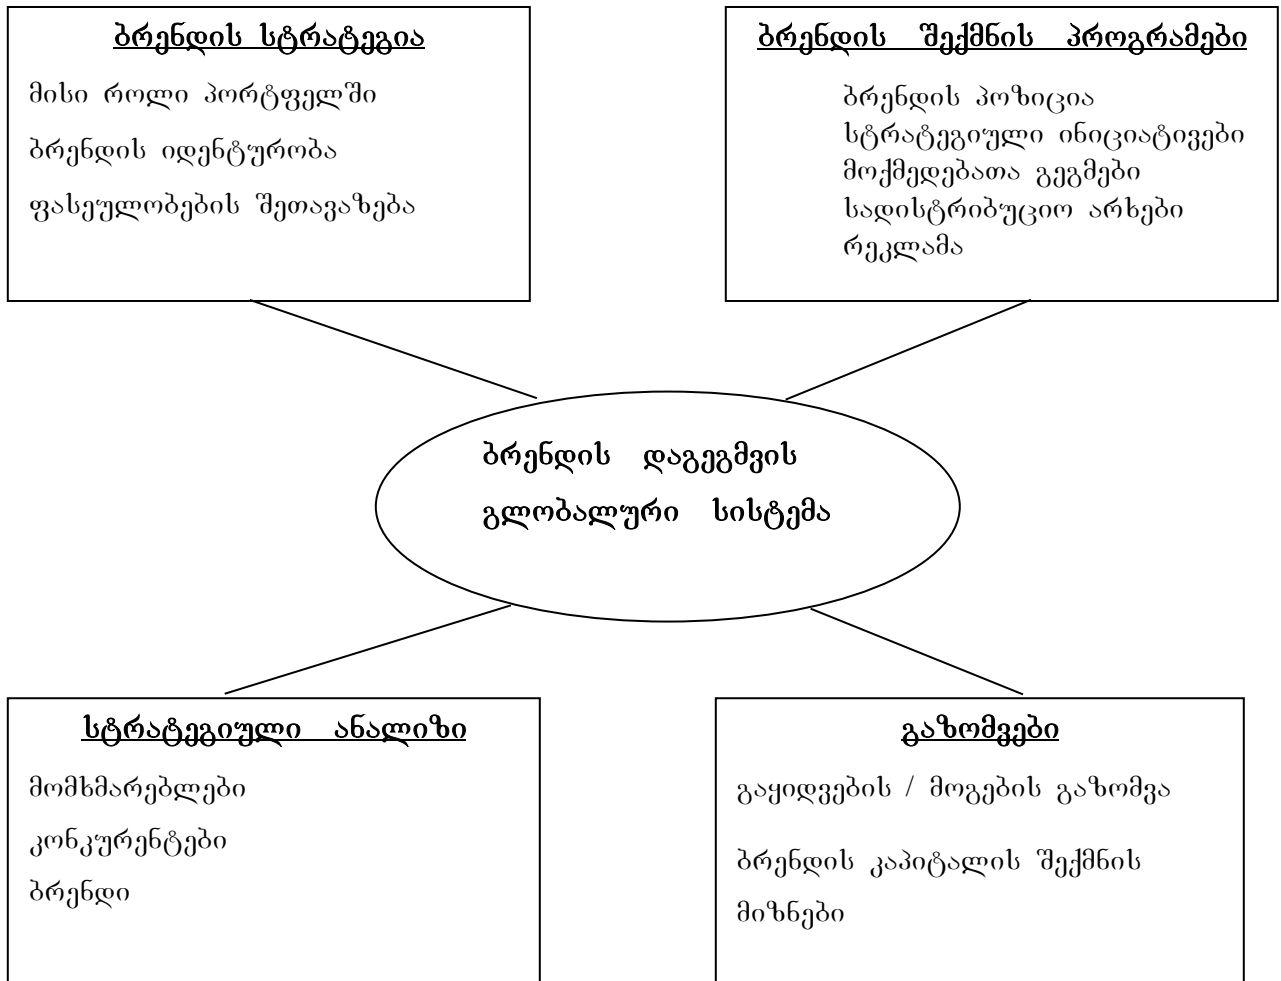 ბრენდის სტრატეგია
მისი როლი პორტფელში
ბრენდის იდენტურობა
ფასეულობების შეთავაზება
ბრენდის შექმნის პროგრამები
ბრენდის პოზიცია
სტრატეგიული ინიციატივები
მოქმედებათა გეგმები
სადისტრიბუციო არხები
რეკლამა
ბრენდის დაგეგმვის
გლობალური სისტემა
სტრატეგიული ანალიზი
მომხმარებლები
კონკურენტები
ბრენდი
გაზომვები
გაყიდვების / მოგების გაზომვა
ბრენდის კაპიტალის შექმნის
მიზნები